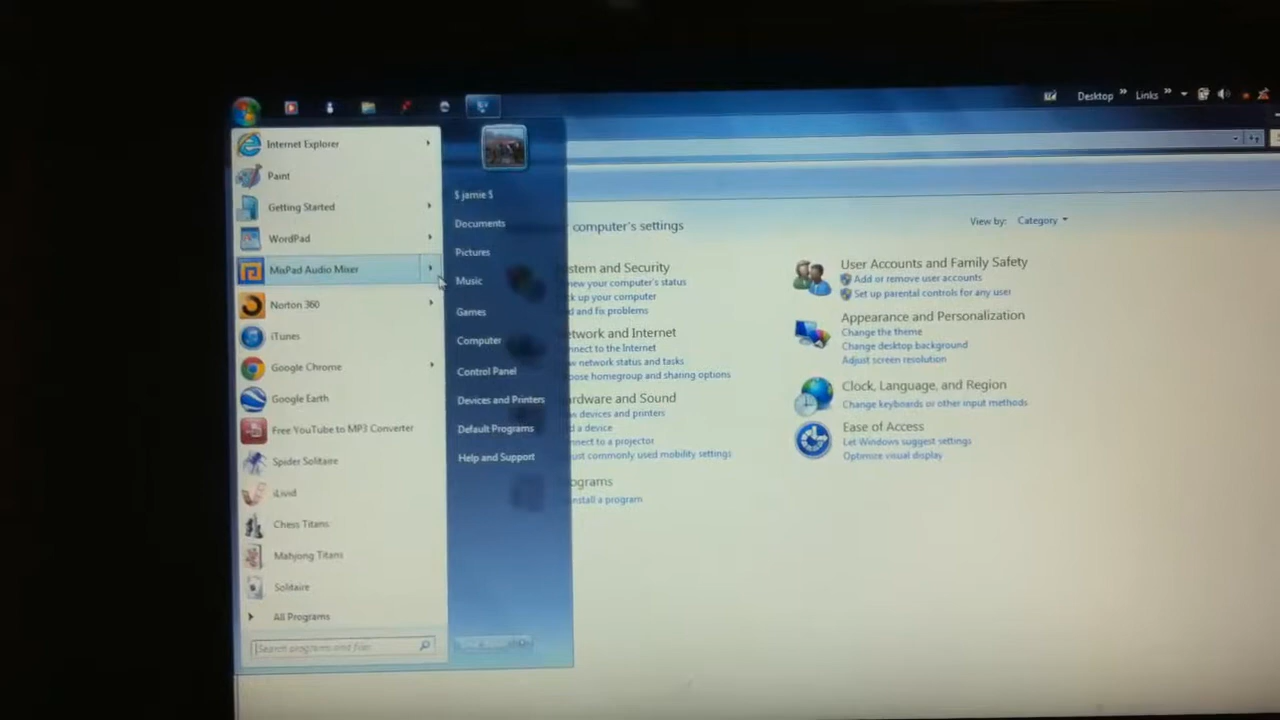 Desktop
Links
Internet Explorer
Paint
Getting Started
WordPad
MixPad Audio Mixer
Norton 360
iTunes
Google Chrome
Google Earth
Free YouTube to MP3 Converter
Spider Solitaire
iLivid
Chess Titans
Mahjong Titans
Solitaire
All Programs
Search programs and
$ jamie $
Documents
Pictures
Music
Games
Computer
Control Panel
Devices and Printers
Default Programs
Help and Support
computer's settings
View by: Category
stem and Security
your computer's status
up your computer
and fix problems
etwork and Internet
nnect to the Internet
network status and tasks
oose homegroup and sharing options
rdware and Sound
devices and printers
a device
nnect to a projector
ust commonly used mobility settings
ograms
nstall a program
User Accounts and Family Safety
Add or remove user accounts
Set up parental controls for any user
Appearance and Personalization
Change the theme
Change desktop background
Adjust screen resolution
Clock, Language, and Region
Change keyboards or other input methods
Ease of Access
Let Windows suggest settings
Optimize visual display